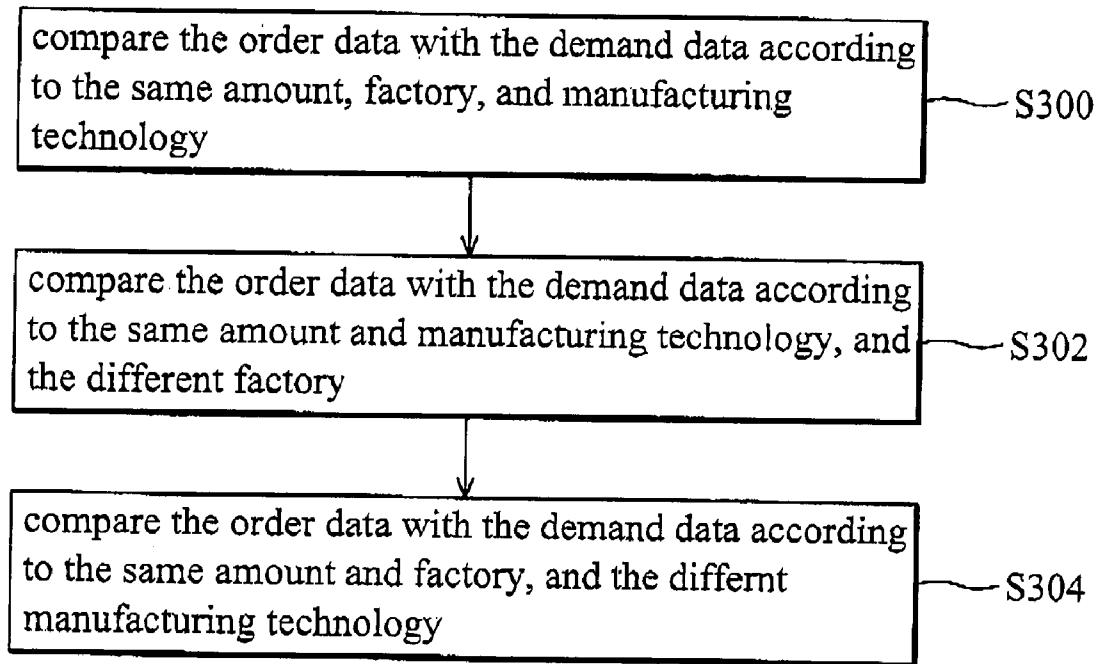 compare the order data with the demand data according
to the same amount, factory, and manufacturing
technology
S300
compare the order data with the demand data according
to the same amount and manufacturing technology, and
the different factory
S302
compare the order data with the demand data according
to the same amount and factory, and the differnt
manufacturing technology
S304